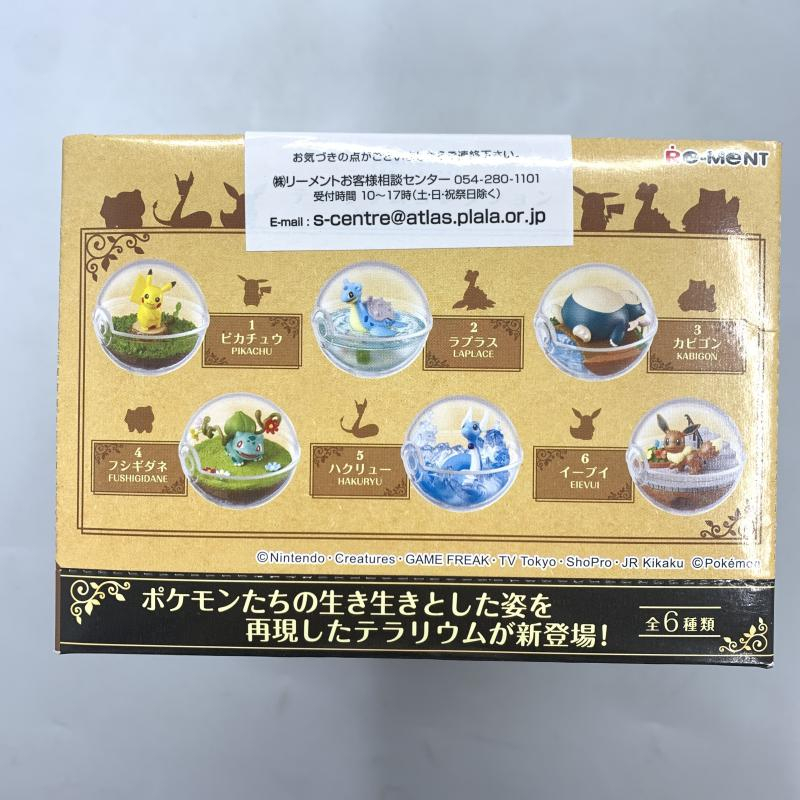 お気づきの点がございましたらご連絡下さい。
㈱リーメントお客様相談センター 054-280-1101
受付時間 10～17時(土・日・祝祭日除く)
E-mail : s-centre@atlas.plala.or.jp
Re-MeNT
1
ピカチュウ
PIKACHU
2
ラプラス
LAPLACE
3
カビゴン
KABIGON
4
フシギダネ
FUSHIGIDANE
5
ハクリュー
HAKURYU
6
イーブイ
EIEVUI
©Nintendo・Creatures・GAME FREAK・TV Tokyo・ShoPro・JR Kikaku ©Pokémon
ポケモンたちの生き生きとした姿を
再現したテラリウムが新登場!
全6種類